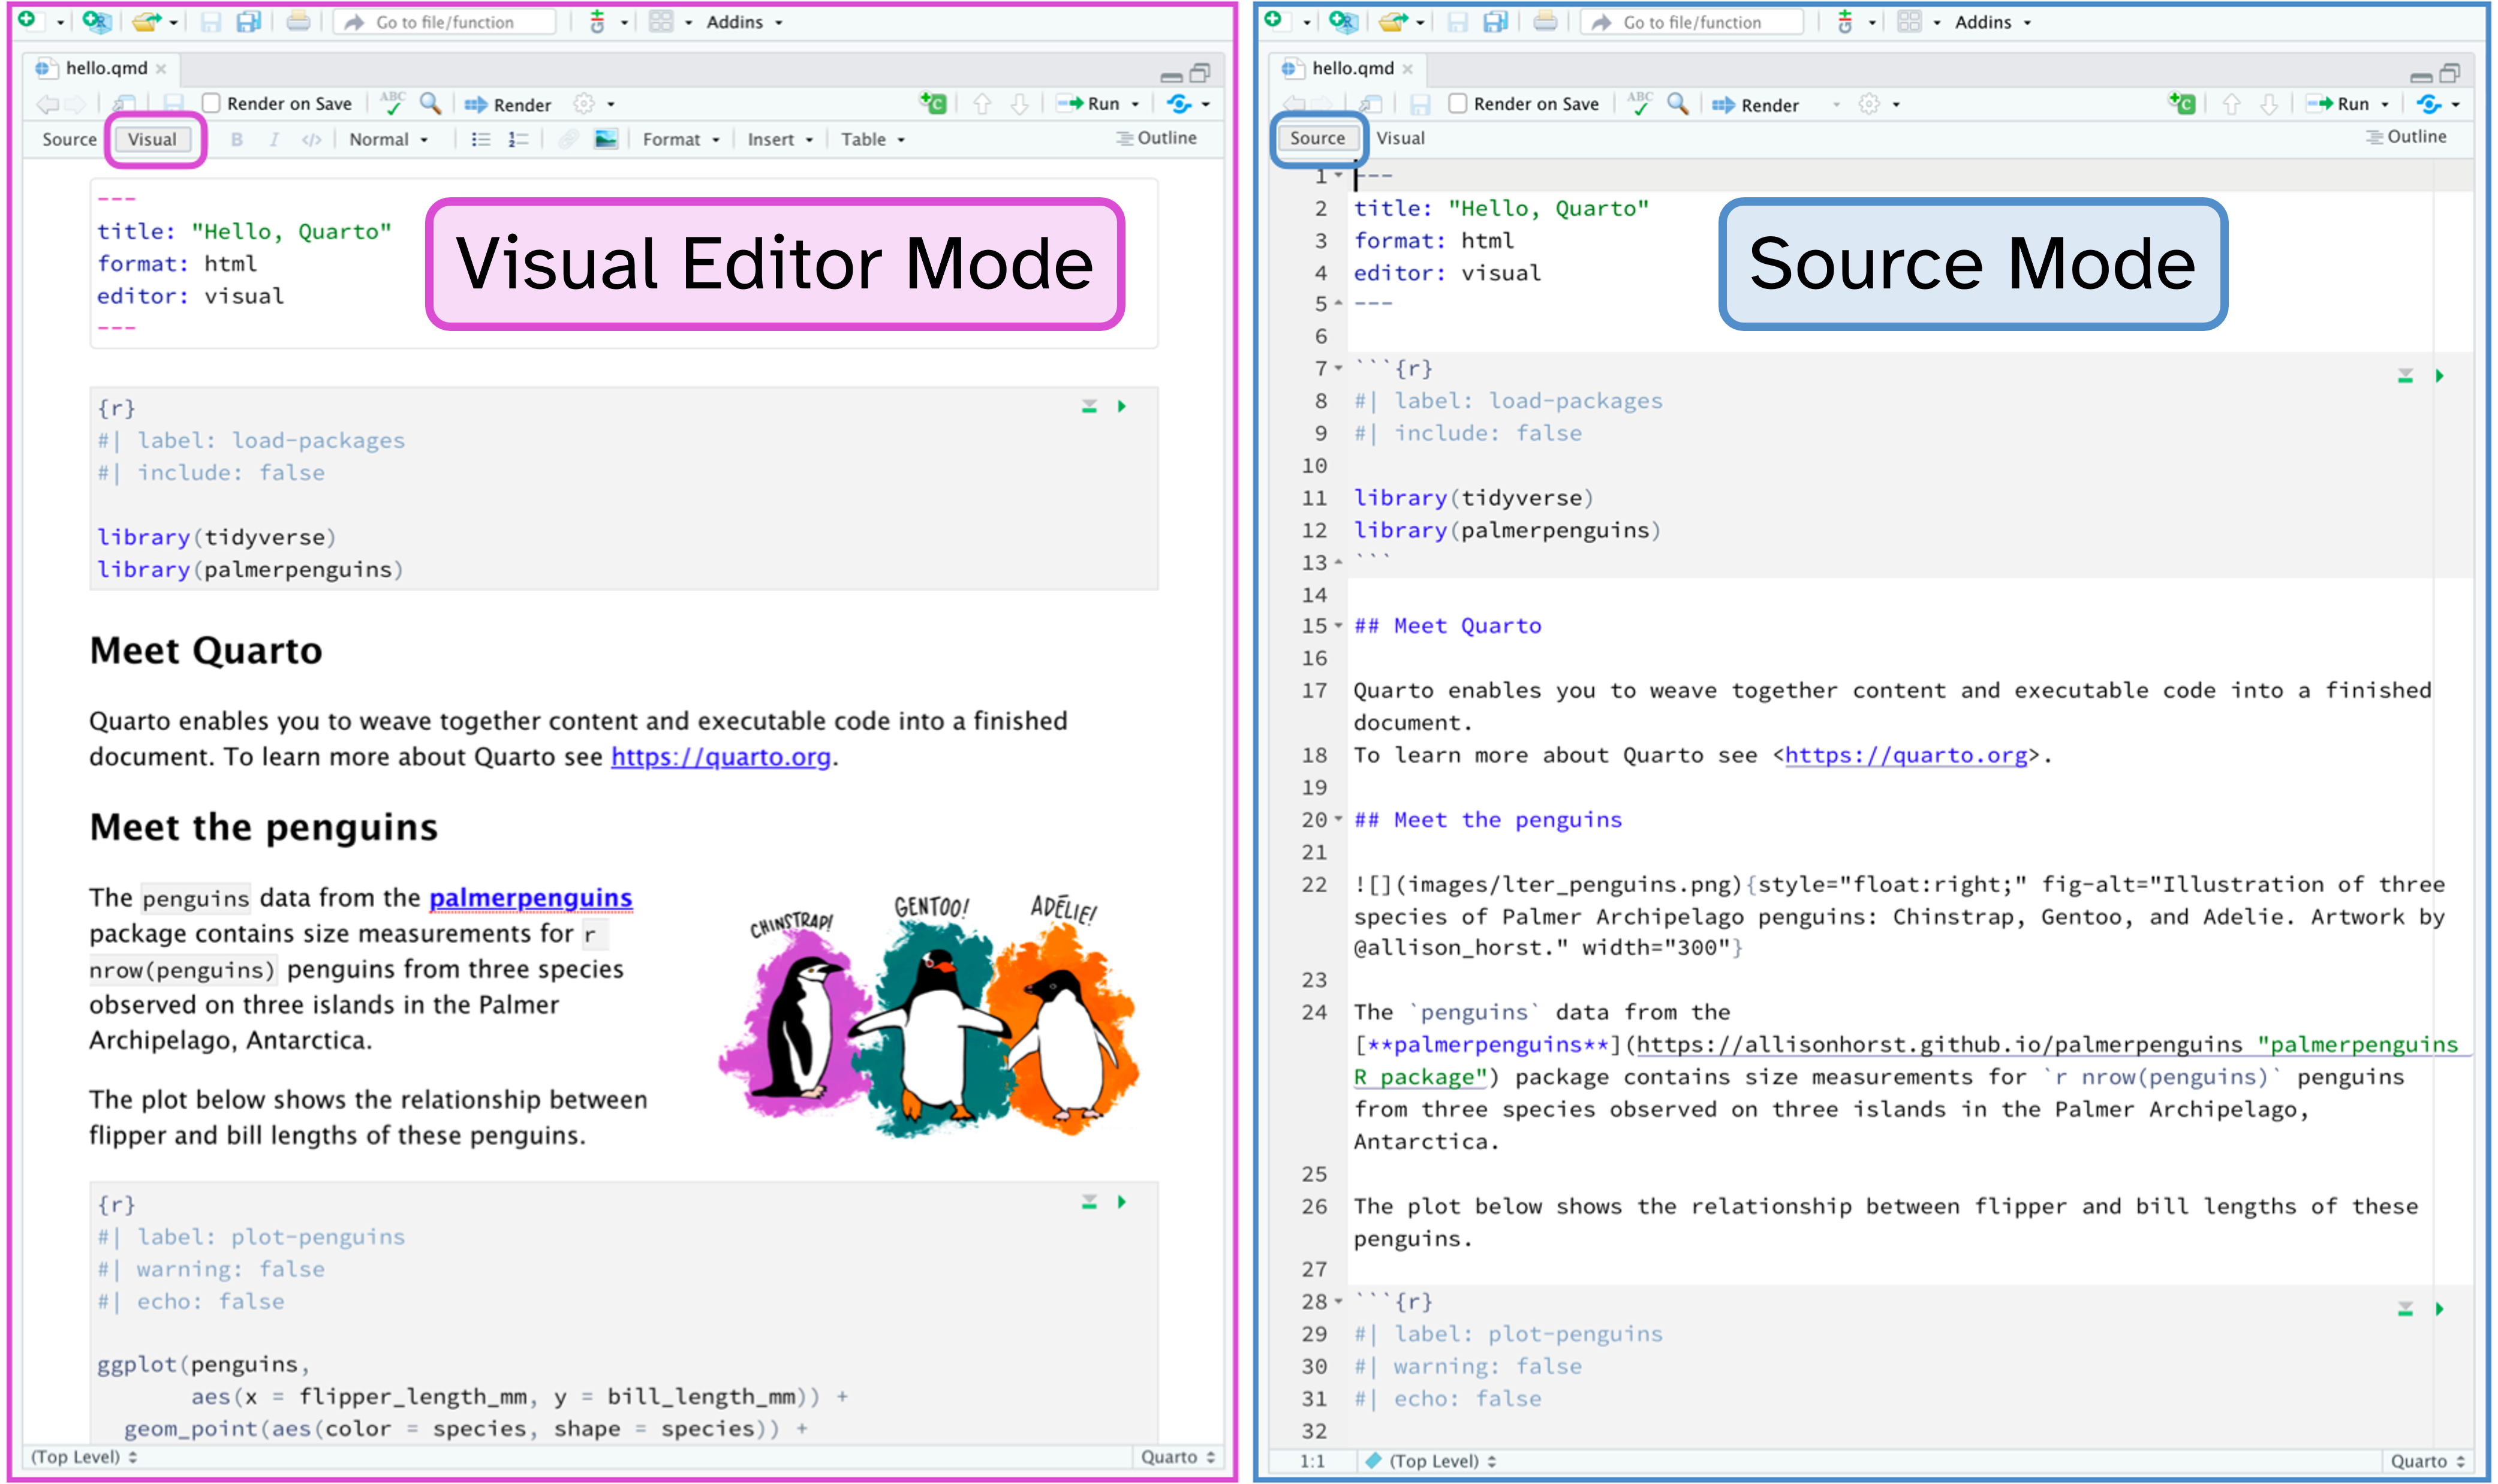 Go to file/function
Addins
hello.qmd
Render on Save
ABC
Render
Run
Source
Visual
B
I
</>
Normal
Format
Insert
Table
Outline
Visual Editor Mode
---
title: "Hello, Quarto"
format: html
editor: visual
---
{r}
#| label: load-packages
#| include: false
library(tidyverse)
library(palmerpenguins)
Meet Quarto
Quarto enables you to weave together content and executable code into a finished
document. To learn more about Quarto see https://quarto.org.
Meet the penguins
The penguins data from the palmerpenguins
package contains size measurements for r
nrow(penguins) penguins from three species
observed on three islands in the Palmer
Archipelago, Antarctica.
CHINSTRAP!
GENTOO!
ADÉLIE!
The plot below shows the relationship between
flipper and bill lengths of these penguins.
{r}
#| label: plot-penguins
#| warning: false
#| echo: false
ggplot(penguins,
aes(x = flipper_length_mm, y = bill_length_mm)) +
geom_point(aes(color = species, shape = species)) +
(Top Level)
Quarto
Go to file/function
Addins
hello.qmd
Render on Save
ABC
Render
Run
Source
Visual
Outline
Source Mode
1 ---
2 title: "Hello, Quarto"
3 format: html
4 editor: visual
5 ---
6
7 ```{r}
8 #| label: load-packages
9 #| include: false
10
11 library(tidyverse)
12 library(palmerpenguins)
13 ```
14
15 ## Meet Quarto
16
17 Quarto enables you to weave together content and executable code into a finished
document.
18 To learn more about Quarto see <https://quarto.org>.
19
20 ## Meet the penguins
21
22 ![](images/lter_penguins.png){style="float:right;" fig-alt="Illustration of three
species of Palmer Archipelago penguins: Chinstrap, Gentoo, and Adelie. Artwork by
@allison_horst." width="300"}
23
24 The `penguins` data from the
[**palmerpenguins**](https://allisonhorst.github.io/palmerpenguins "palmerpenguins
R package") package contains size measurements for `r nrow(penguins)` penguins
from three species observed on three islands in the Palmer Archipelago,
Antarctica.
25
26 The plot below shows the relationship between flipper and bill lengths of these
penguins.
27
28 ```{r}
29 #| label: plot-penguins
30 #| warning: false
31 #| echo: false
32
1:1
(Top Level)
Quarto